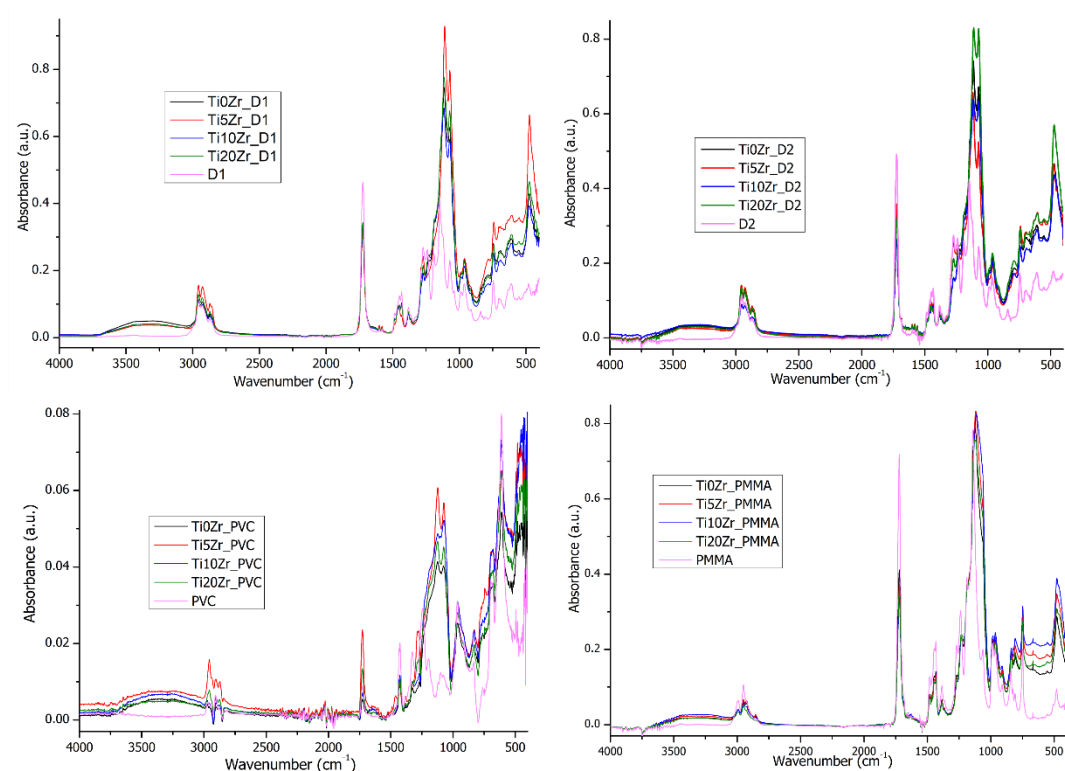 0.8
0.6
0.4
0.2
0.0
Absorbance (a.u.)
Ti0Zr_D1
Ti5Zr_D1
Ti10Zr_D1
Ti20Zr_D1
D1
4000 3500 3000 2500 2000 1500 1000 500
Wavenumber (cm-1)
0.8
0.6
0.4
0.2
0.0
Absorbance (a.u.)
Ti0Zr_D2
Ti5Zr_D2
Ti10Zr_D2
Ti20Zr_D2
D2
4000 3500 3000 2500 2000 1500 1000 500
Wavenumber (cm-1)
0.08
0.06
0.04
0.02
0.00
Absorbance (a.u.)
Ti0Zr_PVC
Ti5Zr_PVC
Ti10Zr_PVC
Ti20Zr_PVC
PVC
4000 3500 3000 2500 2000 1500 1000 500
Wavenumber (cm-1)
0.8
0.6
0.4
0.2
0.0
Absorbance (a.u.)
Ti0Zr_PMMA
Ti5Zr_PMMA
Ti10Zr_PMMA
Ti20Zr_PMMA
PMMA
4000 3500 3000 2500 2000 1500 1000 500
Wavenumber (cm-1)